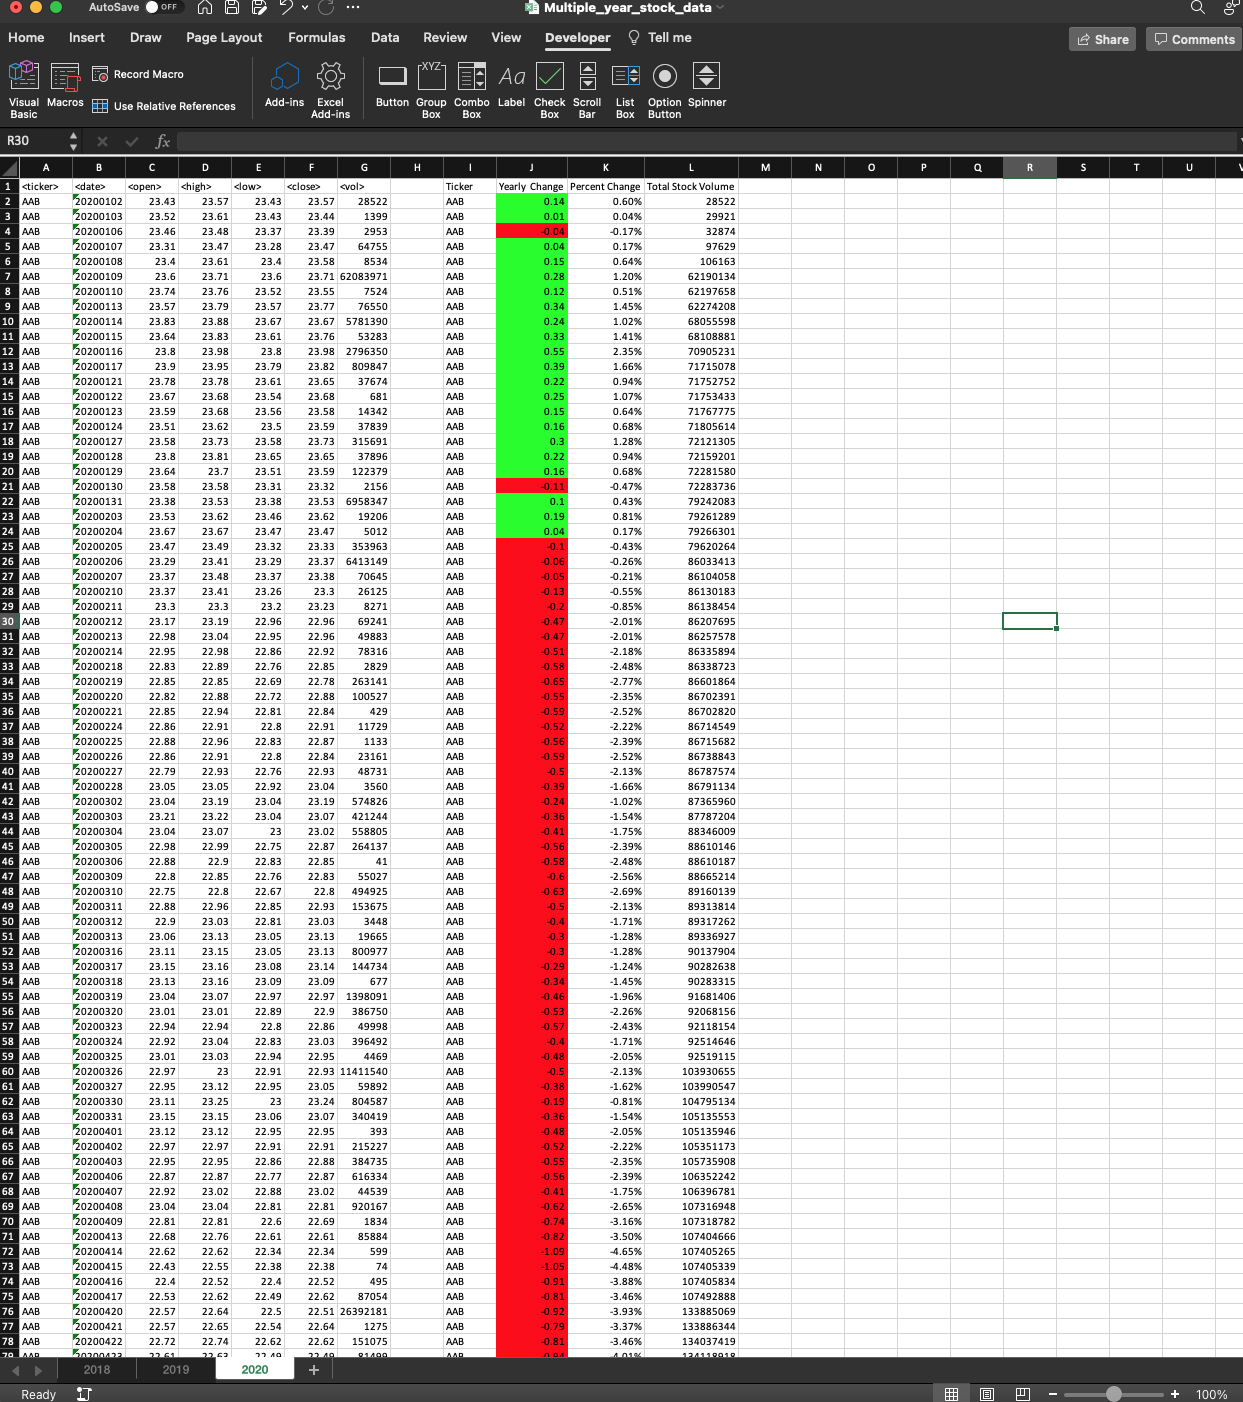 AutoSave OFF Multiple_year_stock_data
Home Insert Draw Page Layout Formulas Data Review View Developer Tell me Share Comments
Visual Basic Macros Record Macro Use Relative References Add-ins Excel Add-ins Button Group Box Combo Box Label Check Box Scroll Bar List Box Option Button Spinner
R30 fx
A B C D E F G H I J K L M N O P Q R S T U V
1 <ticker> <date> <open> <high> <low> <close> <vol> Ticker Yearly Change Percent Change Total Stock Volume
2 AAB 20200102 23.43 23.57 23.43 23.57 28522 AAB 0.14 0.60% 28522
3 AAB 20200103 23.52 23.61 23.43 23.44 1399 AAB 0.01 0.04% 29921
4 AAB 20200106 23.46 23.48 23.37 23.39 2953 AAB -0.04 -0.17% 32874
5 AAB 20200107 23.31 23.47 23.28 23.47 64755 AAB 0.04 0.17% 97629
6 AAB 20200108 23.4 23.61 23.4 23.58 8534 AAB 0.15 0.64% 106163
7 AAB 20200109 23.6 23.71 23.6 23.71 62083971 AAB 0.28 1.20% 62190134
8 AAB 20200110 23.74 23.76 23.52 23.55 7524 AAB 0.12 0.51% 62197658
9 AAB 20200113 23.57 23.79 23.57 23.77 76550 AAB 0.34 1.45% 62274208
10 AAB 20200114 23.83 23.88 23.67 23.67 5781390 AAB 0.24 1.02% 68055598
11 AAB 20200115 23.64 23.83 23.61 23.76 53283 AAB 0.33 1.41% 68108881
12 AAB 20200116 23.8 23.98 23.8 23.98 2796350 AAB 0.55 2.35% 70905231
13 AAB 20200117 23.9 23.95 23.79 23.82 809847 AAB 0.39 1.66% 71715078
14 AAB 20200121 23.78 23.78 23.61 23.65 37674 AAB 0.22 0.94% 71752752
15 AAB 20200122 23.67 23.68 23.54 23.68 681 AAB 0.25 1.07% 71753433
16 AAB 20200123 23.59 23.68 23.56 23.58 14342 AAB 0.15 0.64% 71767775
17 AAB 20200124 23.51 23.62 23.5 23.59 37839 AAB 0.16 0.68% 71805614
18 AAB 20200127 23.58 23.73 23.58 23.73 315691 AAB 0.3 1.28% 72121305
19 AAB 20200128 23.8 23.81 23.65 23.65 37896 AAB 0.22 0.94% 72159201
20 AAB 20200129 23.64 23.7 23.51 23.59 122379 AAB 0.16 0.68% 72281580
21 AAB 20200130 23.58 23.58 23.31 23.32 2156 AAB -0.11 -0.47% 72283736
22 AAB 20200131 23.38 23.53 23.38 23.53 6958347 AAB 0.1 0.43% 79242083
23 AAB 20200203 23.53 23.62 23.46 23.62 19206 AAB 0.19 0.81% 79261289
24 AAB 20200204 23.67 23.67 23.47 23.47 5012 AAB 0.04 0.17% 79266301
25 AAB 20200205 23.47 23.49 23.32 23.33 353963 AAB -0.1 -0.43% 79620264
26 AAB 20200206 23.29 23.41 23.29 23.37 6413149 AAB -0.06 -0.26% 86033413
27 AAB 20200207 23.37 23.48 23.37 23.38 70645 AAB -0.05 -0.21% 86104058
28 AAB 20200210 23.37 23.41 23.26 23.3 26125 AAB -0.13 -0.55% 86130183
29 AAB 20200211 23.3 23.3 23.2 23.23 8271 AAB -0.2 -0.85% 86138454
30 AAB 20200212 23.17 23.19 22.96 22.96 69241 AAB -0.47 -2.01% 86207695
31 AAB 20200213 22.98 23.04 22.95 22.96 49883 AAB -0.47 -2.01% 86257578
32 AAB 20200214 22.95 22.98 22.86 22.92 78316 AAB -0.51 -2.18% 86335894
33 AAB 20200218 22.83 22.89 22.76 22.85 2829 AAB -0.58 -2.48% 86338723
34 AAB 20200219 22.85 22.85 22.69 22.78 263141 AAB -0.65 -2.77% 86601864
35 AAB 20200220 22.82 22.88 22.72 22.88 100527 AAB -0.55 -2.35% 86702391
36 AAB 20200221 22.85 22.94 22.81 22.84 429 AAB -0.59 -2.52% 86702820
37 AAB 20200224 22.86 22.91 22.8 22.91 11729 AAB -0.52 -2.22% 86714549
38 AAB 20200225 22.88 22.96 22.83 22.87 1133 AAB -0.56 -2.39% 86715682
39 AAB 20200226 22.86 22.91 22.8 22.84 23161 AAB -0.59 -2.52% 86738843
40 AAB 20200227 22.79 22.93 22.76 22.93 48731 AAB -0.5 -2.13% 86787574
41 AAB 20200228 23.05 23.05 22.92 23.04 3560 AAB -0.39 -1.66% 86791134
42 AAB 20200302 23.04 23.19 23.04 23.19 574826 AAB -0.24 -1.02% 87365960
43 AAB 20200303 23.21 23.22 23.04 23.07 421244 AAB -0.36 -1.54% 87787204
44 AAB 20200304 23.04 23.07 23 23.02 558805 AAB -0.41 -1.75% 88346009
45 AAB 20200305 22.98 22.99 22.75 22.87 264137 AAB -0.56 -2.39% 88610146
46 AAB 20200306 22.88 22.9 22.83 22.85 41 AAB -0.58 -2.48% 88610187
47 AAB 20200309 22.8 22.85 22.76 22.83 55027 AAB -0.6 -2.56% 88665214
48 AAB 20200310 22.75 22.8 22.67 22.8 494925 AAB -0.63 -2.69% 89160139
49 AAB 20200311 22.88 22.96 22.85 22.93 153675 AAB -0.5 -2.13% 89313814
50 AAB 20200312 22.9 23.03 22.81 23.03 3448 AAB -0.4 -1.71% 89317262
51 AAB 20200313 23.06 23.13 23.05 23.13 19665 AAB -0.3 -1.28% 89336927
52 AAB 20200316 23.11 23.15 23.05 23.13 800977 AAB -0.3 -1.28% 90137904
53 AAB 20200317 23.15 23.16 23.08 23.14 144734 AAB -0.29 -1.24% 90282638
54 AAB 20200318 23.13 23.16 23.09 23.09 677 AAB -0.34 -1.45% 90283315
55 AAB 20200319 23.04 23.07 22.97 22.97 1398091 AAB -0.46 -1.96% 91681406
56 AAB 20200320 23.01 23.01 22.89 22.9 386750 AAB -0.53 -2.26% 92068156
57 AAB 20200323 22.94 22.94 22.8 22.86 49998 AAB -0.57 -2.43% 92118154
58 AAB 20200324 22.92 23.04 22.83 23.03 396492 AAB -0.4 -1.71% 92514646
59 AAB 20200325 23.01 23.03 22.94 22.95 4469 AAB -0.48 -2.05% 92519115
60 AAB 20200326 22.97 23 22.91 22.93 11411540 AAB -0.5 -2.13% 103930655
61 AAB 20200327 22.95 23.12 22.95 23.05 59892 AAB -0.38 -1.62% 103990547
62 AAB 20200330 23.11 23.25 23 23.24 804587 AAB -0.19 -0.81% 104795134
63 AAB 20200331 23.15 23.15 23.06 23.07 340419 AAB -0.36 -1.54% 105135553
64 AAB 20200401 23.12 23.12 22.95 22.95 393 AAB -0.48 -2.05% 105135946
65 AAB 20200402 22.97 22.97 22.91 22.91 215227 AAB -0.52 -2.22% 105351173
66 AAB 20200403 22.95 22.95 22.86 22.88 384735 AAB -0.55 -2.35% 105735908
67 AAB 20200406 22.87 22.87 22.77 22.87 616334 AAB -0.56 -2.39% 106352242
68 AAB 20200407 22.92 23.02 22.88 23.02 44539 AAB -0.41 -1.75% 106396781
69 AAB 20200408 23.04 23.04 22.81 22.81 920167 AAB -0.62 -2.65% 107316948
70 AAB 20200409 22.81 22.81 22.6 22.69 1834 AAB -0.74 -3.16% 107318782
71 AAB 20200413 22.68 22.76 22.61 22.61 85884 AAB -0.82 -3.50% 107404666
72 AAB 20200414 22.62 22.62 22.34 22.34 599 AAB -1.09 -4.65% 107405265
73 AAB 20200415 22.43 22.55 22.38 22.38 74 AAB -1.05 -4.48% 107405339
74 AAB 20200416 22.4 22.52 22.4 22.52 495 AAB -0.91 -3.88% 107405834
75 AAB 20200417 22.53 22.62 22.49 22.62 87054 AAB -0.81 -3.46% 107492888
76 AAB 20200420 22.57 22.64 22.5 22.51 26392181 AAB -0.92 -3.93% 133885069
77 AAB 20200421 22.57 22.65 22.54 22.64 1275 AAB -0.79 -3.37% 133886344
78 AAB 20200422 22.72 22.74 22.62 22.62 151075 AAB -0.81 -3.46% 134037419
79 AAB 20200423 22.61 22.63 22.49 22.49 81499 AAB -0.94 -4.01% 134118918
2018 2019 2020 +
Ready 100%